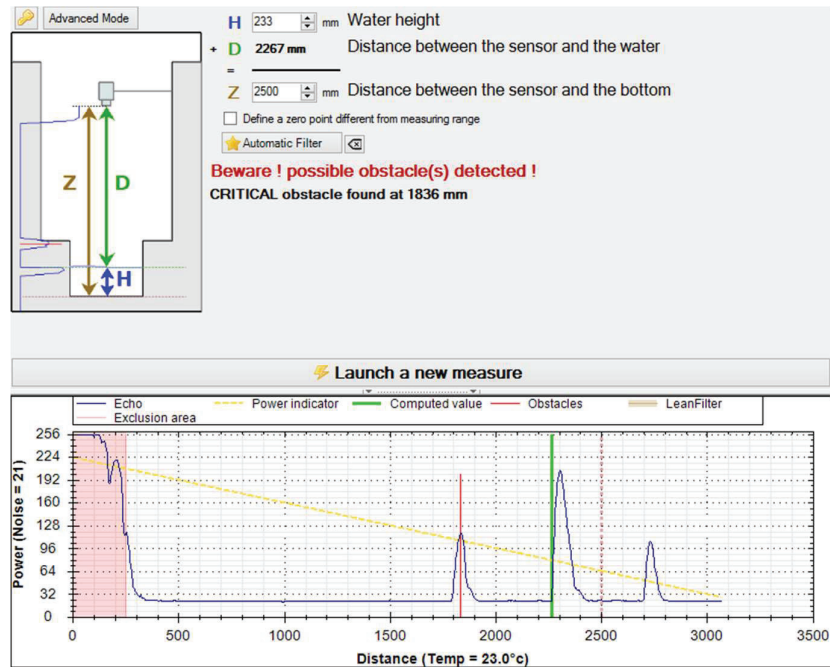 Advanced Mode
H 233 mm Water height
+ D 2267 mm Distance between the sensor and the water
=
Z 2500 mm Distance between the sensor and the bottom
Define a zero point different from measuring range
Automatic Filter
Beware ! possible obstacle(s) detected !
CRITICAL obstacle found at 1836 mm
Z D
H
Launch a new measure
Echo Power indicator Computed value Obstacles LeanFilter
Exclusion area
Power (Noise = 21)
256
224
192
160
128
96
64
32
0
0 500 1000 1500 2000 2500 3000 3500
Distance (Temp = 23.0°c)